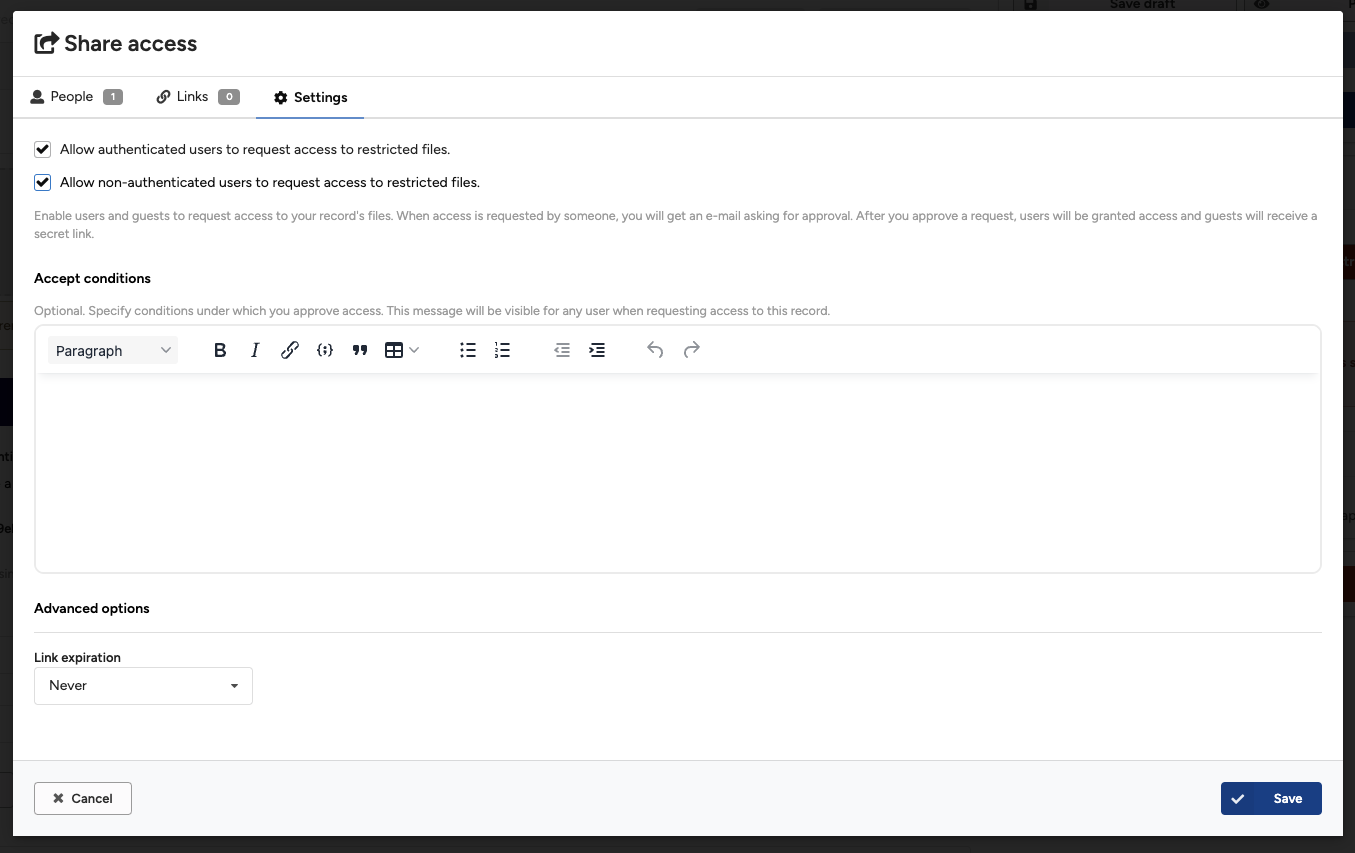 Save draft
Share access
People 1 Links 0 Settings
Allow authenticated users to request access to restricted files.
Allow non-authenticated users to request access to restricted files.
Enable users and guests to request access to your record's files. When access is requested by someone, you will get an e-mail asking for approval. After you approve a request, users will be granted access and guests will receive a
secret link.
Accept conditions
Optional. Specify conditions under which you approve access. This message will be visible for any user when requesting access to this record.
Paragraph B I
Advanced options
Link expiration
Never
Cancel Save